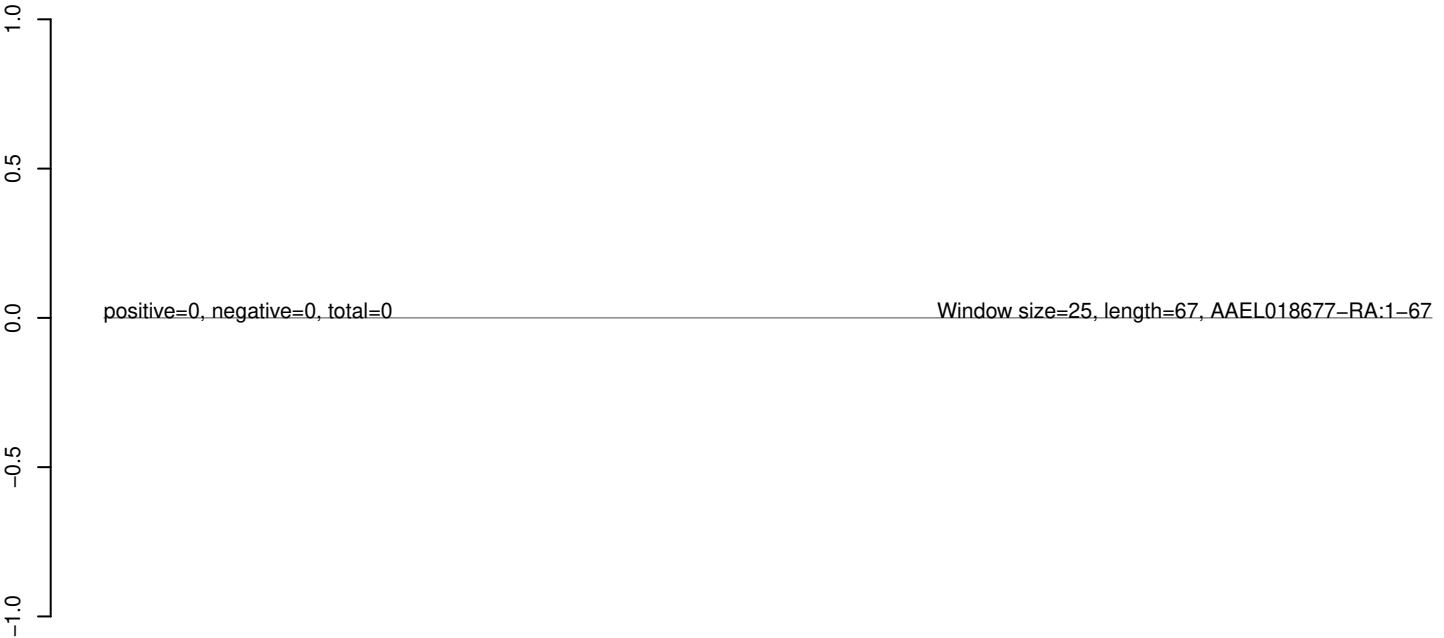 1.0
0.5
positive=0, negative=0, total=0
Window size=25, length=67, AAEL018677−RA:1−67
0.0
−0.5
−1.0